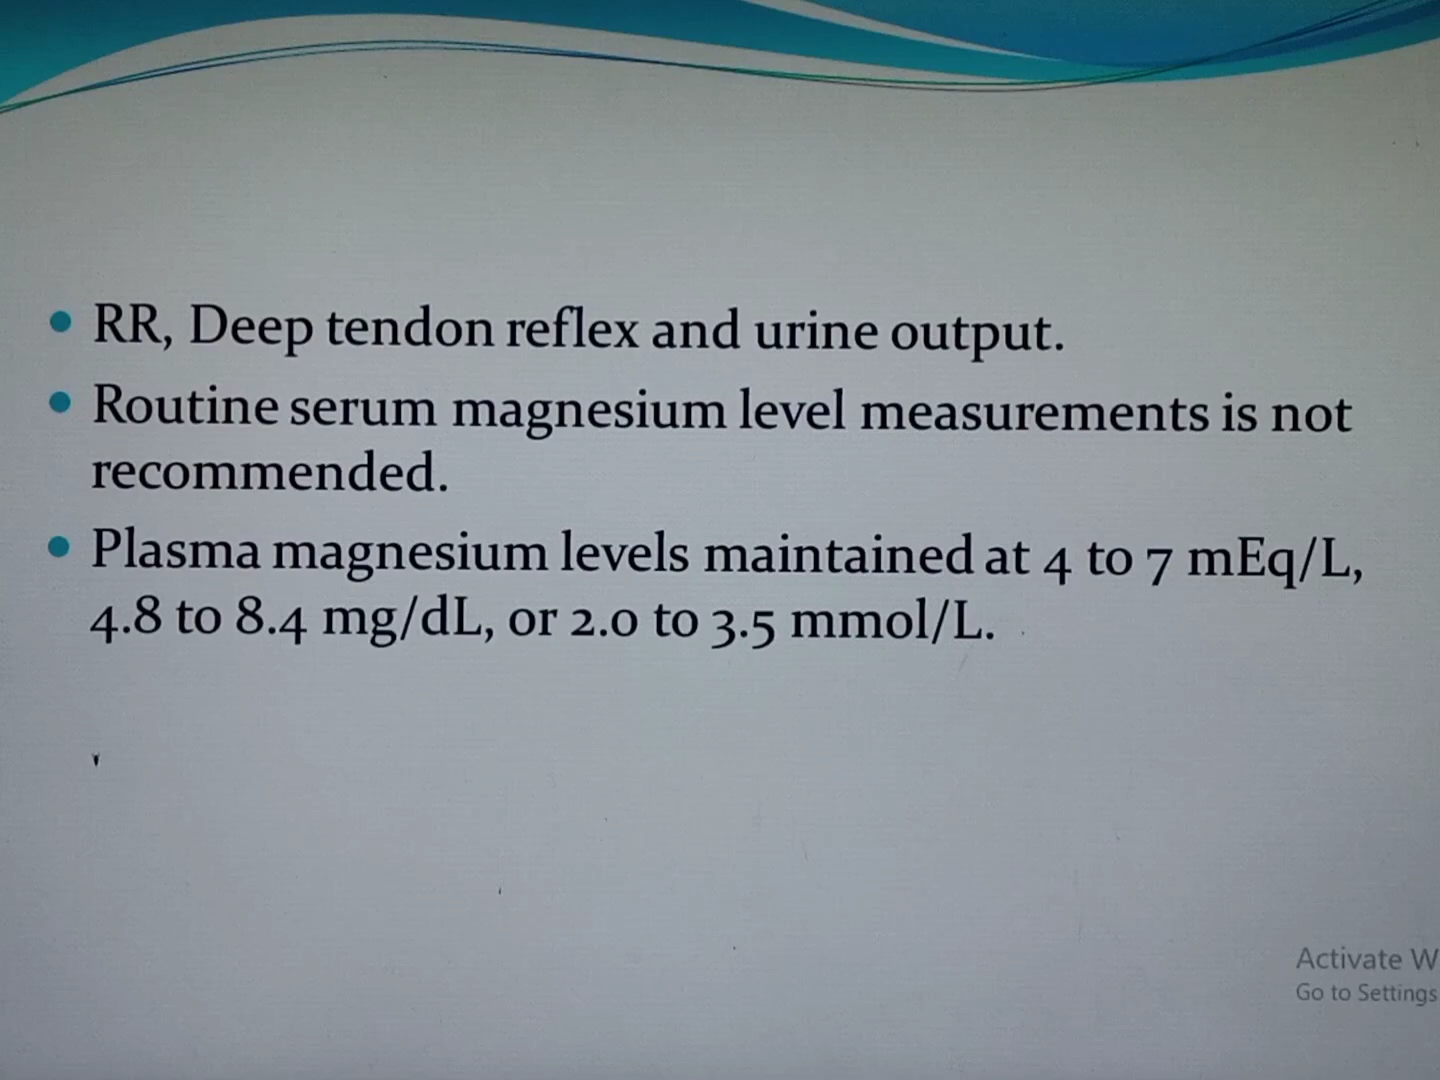 RR, Deep tendon reflex and urine output.
Routine serum magnesium level measurements is not
recommended.
Plasma magnesium levels maintained at 4 to 7 mEq/L,
4.8 to 8.4 mg/dL, or 2.0 to 3.5 mmol/L.
Activate W
Go to Settings